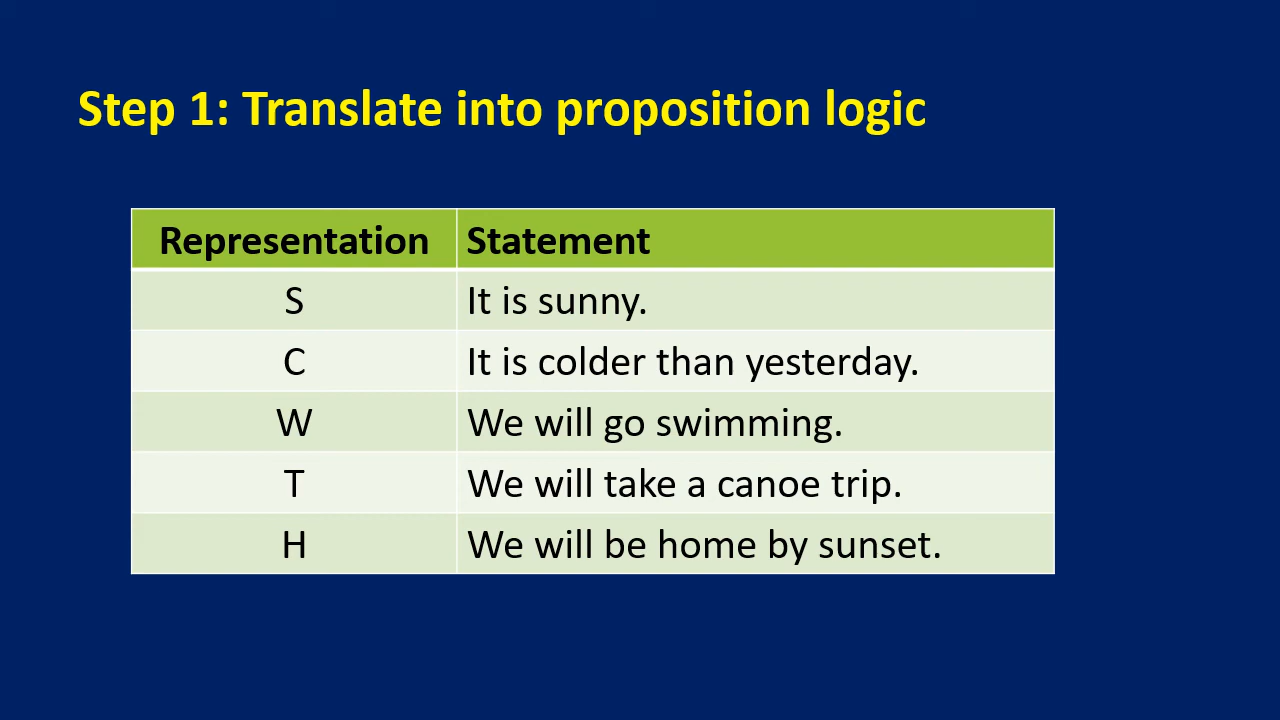 Step 1: Translate into proposition logic
Representation Statement
S It is sunny.
C It is colder than yesterday.
W We will go swimming.
T We will take a canoe trip.
H We will be home by sunset.